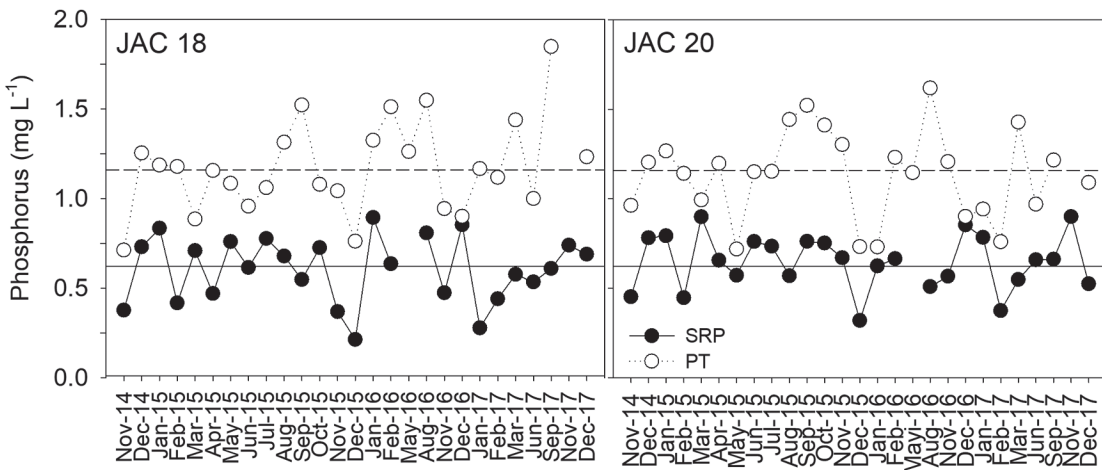 Phosphorus (mg L-1)
2.0
1.5
1.0
0.5
0.0
JAC 18
JAC 20
SRP
PT
Nov-14
Dec-14
Jan-15
Feb-15
Mar-15
Apr-15
May-15
Jun-15
Jul-15
Aug-15
Sep-15
Oct-15
Nov-15
Dec-15
Jan-16
Feb-16
May-16
Aug-16
Nov-16
Dec-16
Jan-17
Feb-17
Mar-17
Jun-17
Sep-17
Nov-17
Dec-17
Nov-14
Dec-14
Jan-15
Feb-15
Mar-15
Apr-15
May-15
Jun-15
Jul-15
Aug-15
Sep-15
Oct-15
Nov-15
Dec-15
Jan-16
Feb-16
Mayi-16
Aug-16
Nov-16
Dec-16
Jan-17
Feb-17
Mar-17
Jun-17
Sep-17
Nov-17
Dec-17